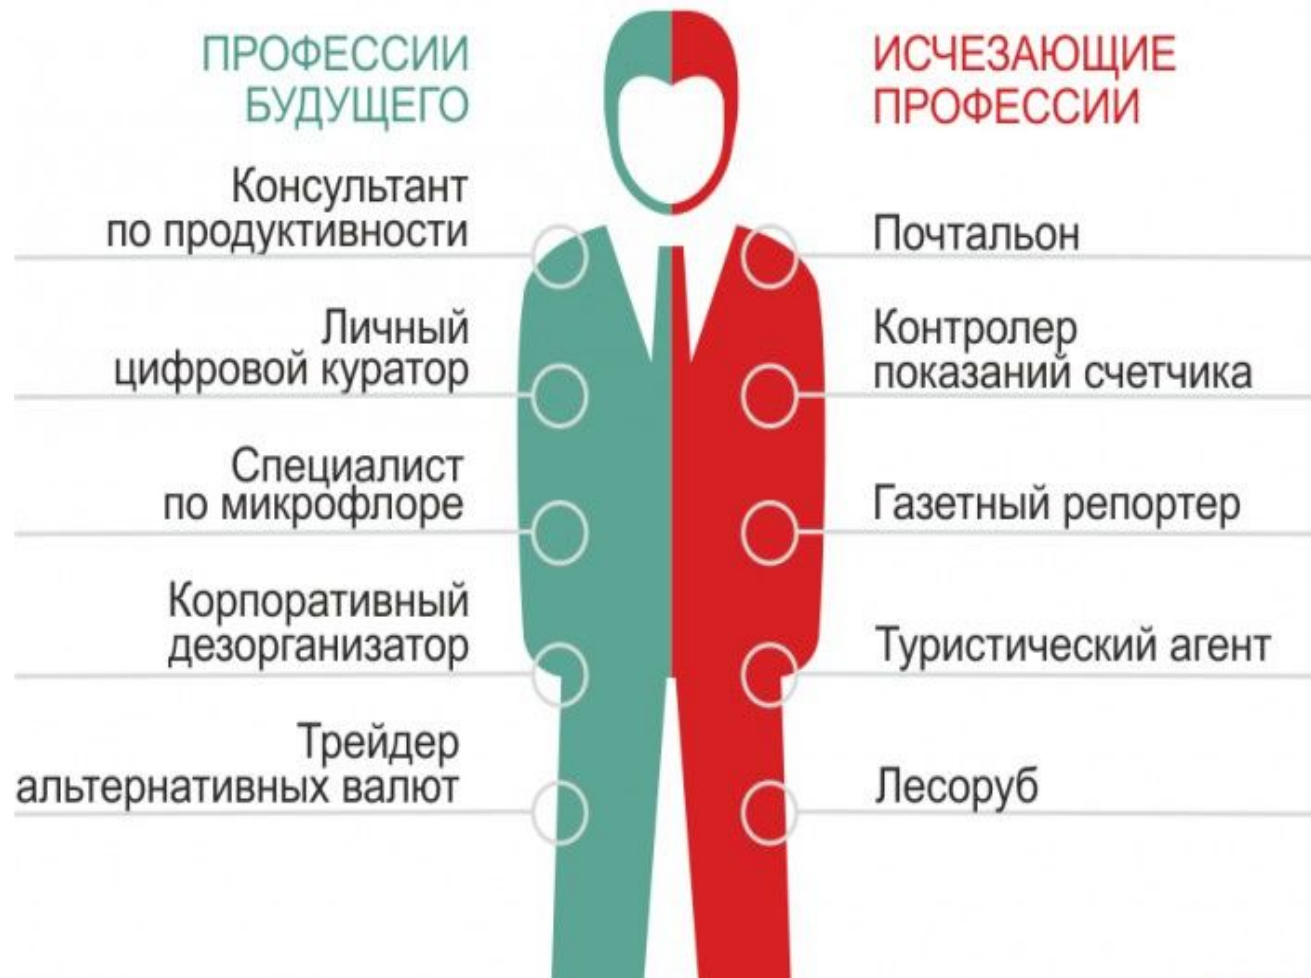 ПРОФЕССИИ
БУДУЩЕГО
Консультант
по продуктивности
Личный
цифровой куратор
Специалист
по микрофлоре
Корпоративный
дезорганизатор
Трейдер
альтернативных валют
ИСЧЕЗАЮЩИЕ
ПРОФЕССИИ
Почтальон
Контролер
показаний счетчика
Газетный репортер
Туристический агент
Лесоруб